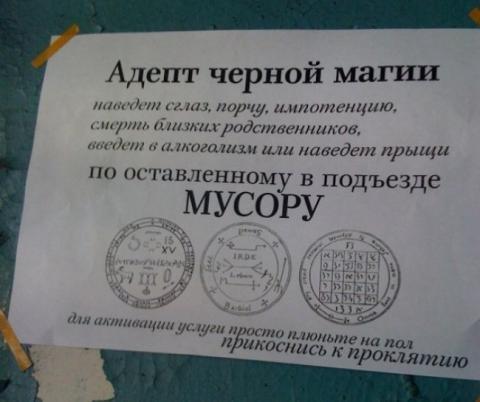 Адепт черной магии
наведет сглаз, порчу, импотенцию,
смерть близких родственников,
введет в алкоголизм или наведет прыщи
по оставленному в подъезде
МУСОРУ
для активации услуги просто плюньте на пол
прикоснись к проклятию